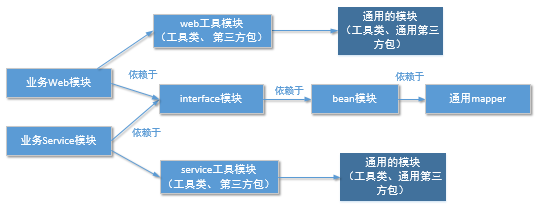 web工具模块
（工具类、 第三方包）
通用的模块
（工具类、通用第三
方包）
业务Web模块
依赖于
interface模块
依赖于
bean模块
依赖于
通用mapper
业务Service模块
依赖于
service工具模块
（工具类、 第三方包）
通用的模块
（工具类、通用第三
方包）